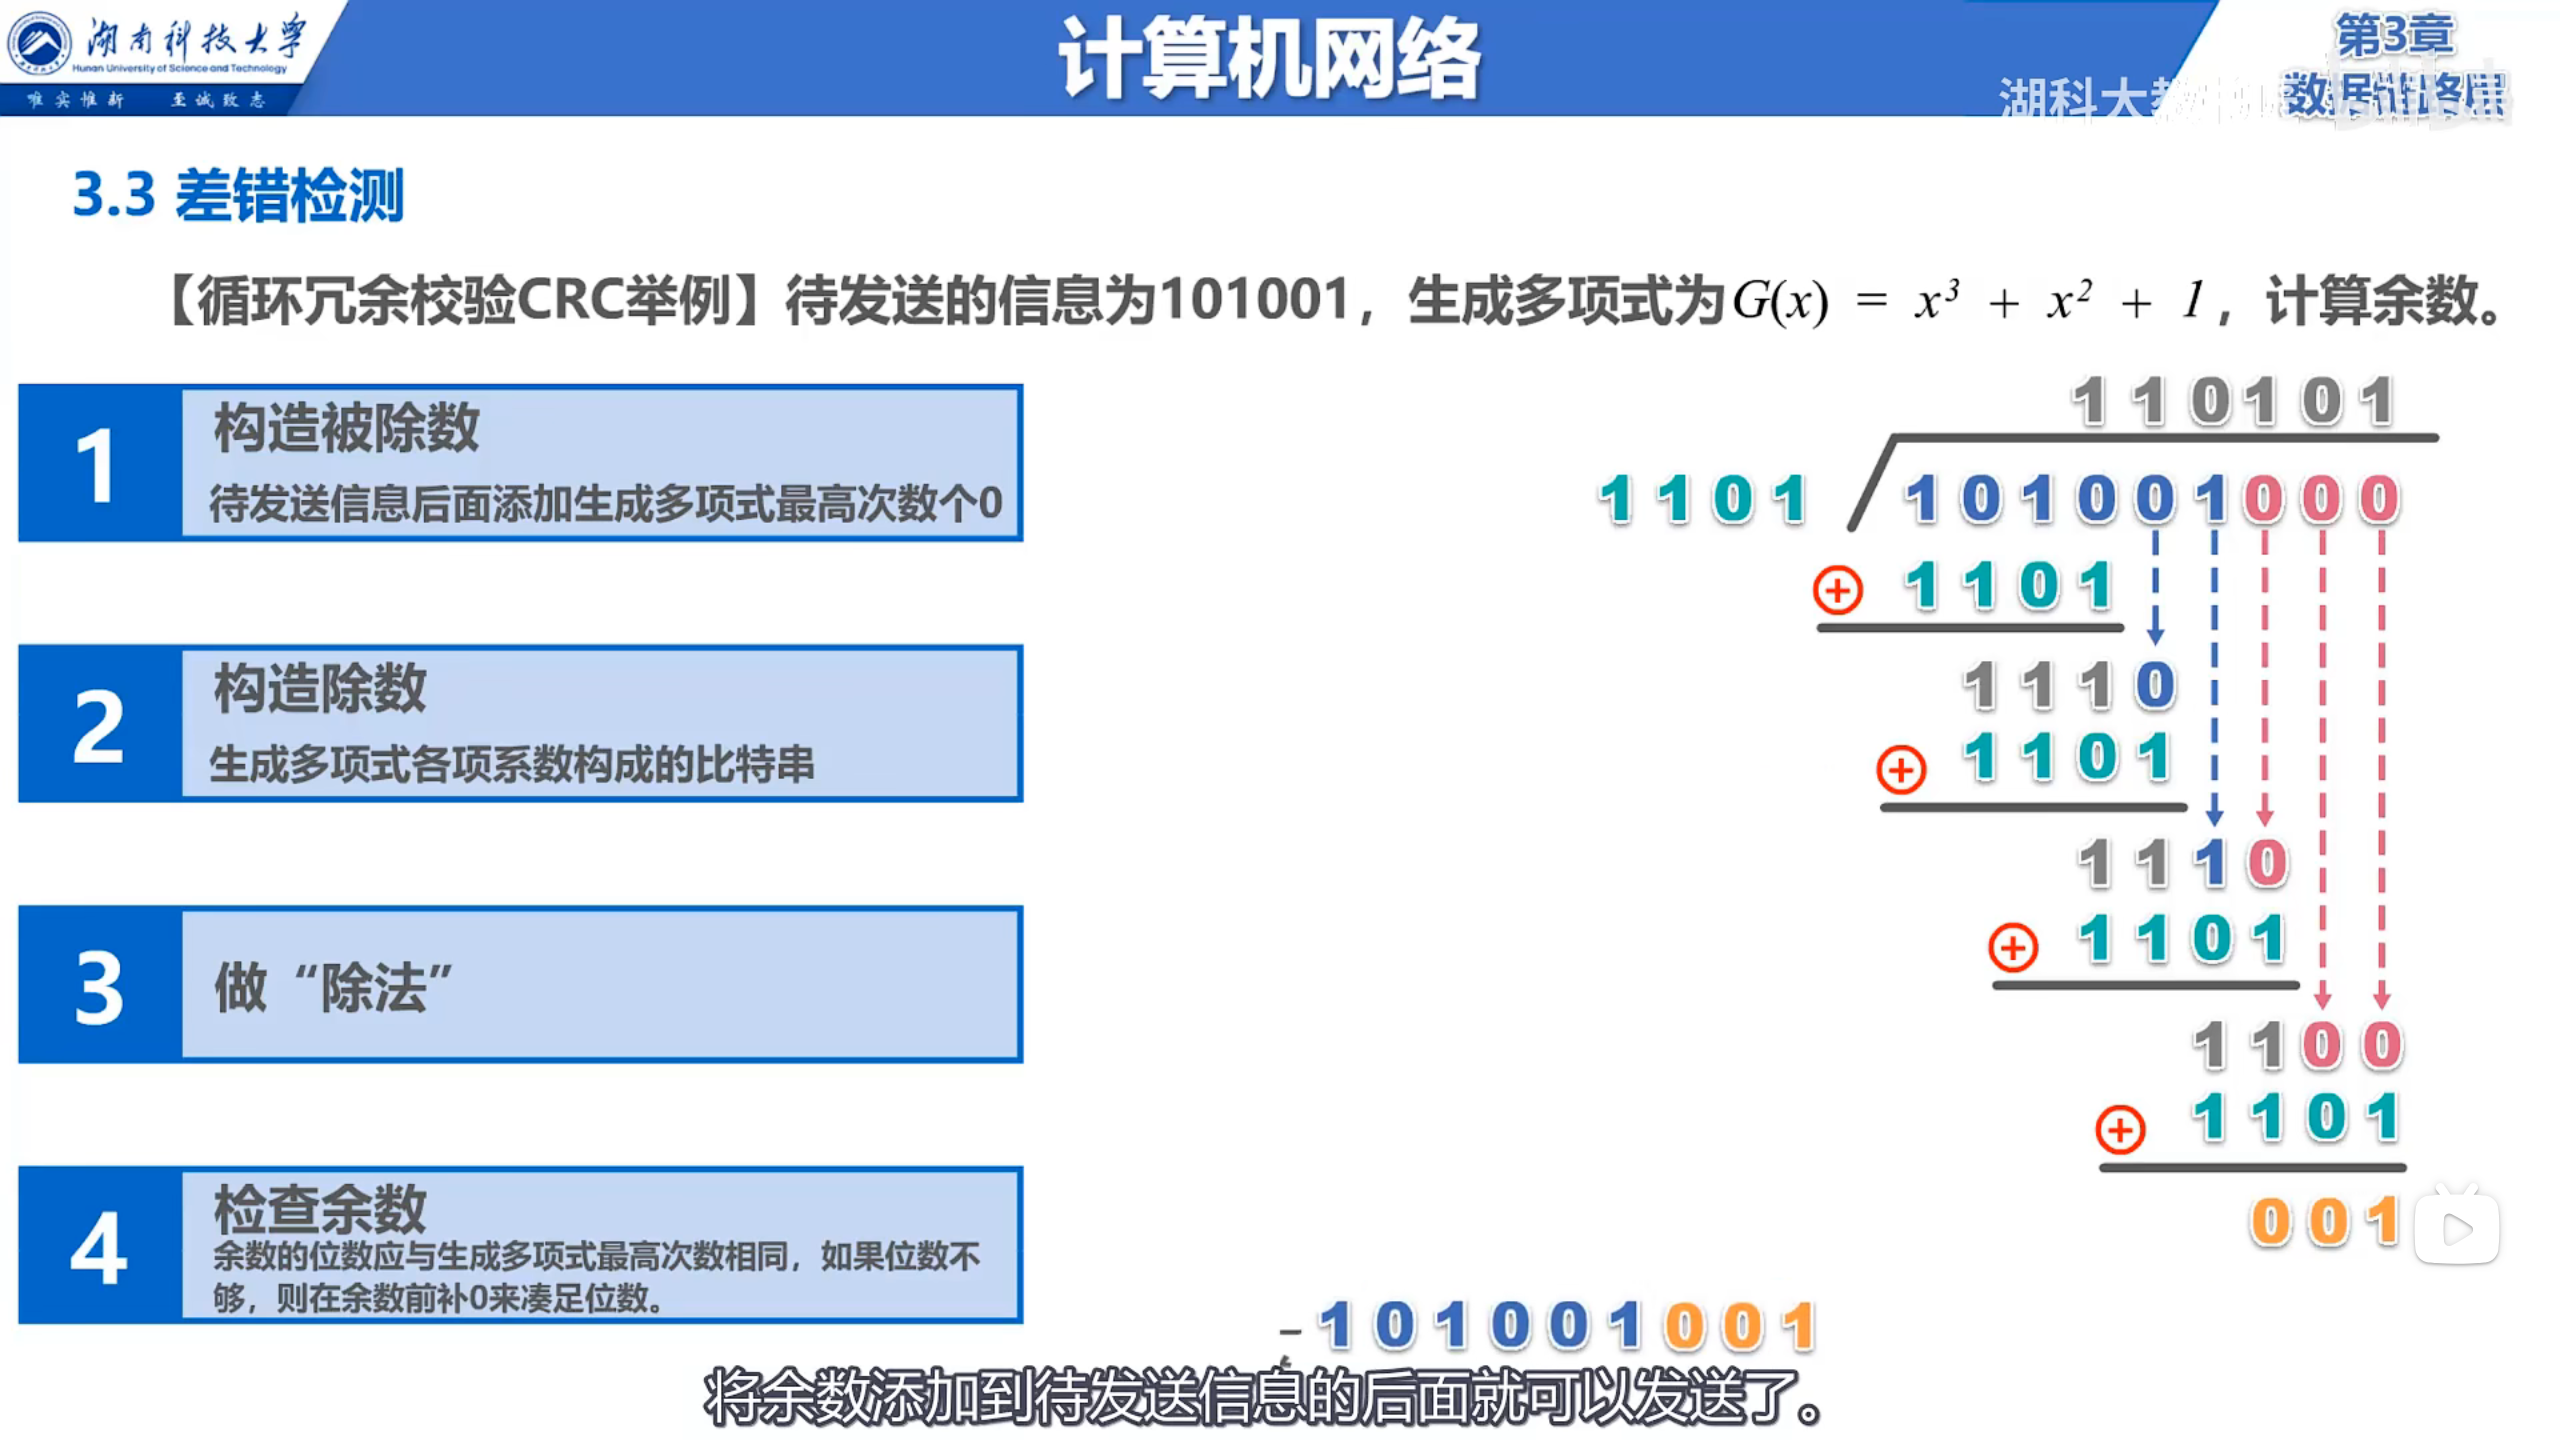 湖南科技大学
Hunan University of Science and Technology
唯实惟新 至诚致志
计算机网络
第3章
数据链路层
湖科大教
3.3 差错检测
【循环冗余校验CRC举例】待发送的信息为101001，生成多项式为G(x) = x³ + x² + 1，计算余数。
1
构造被除数
待发送信息后面添加生成多项式最高次数个0
2
构造除数
生成多项式各项系数构成的比特串
3
做“除法”
4
检查余数
余数的位数应与生成多项式最高次数相同，如果位数不
够，则在余数前补0来凑足位数。
110101
1101 101001000
⊕ 1101
1110
⊕ 1101
1110
⊕ 1101
1100
⊕ 1101
001
101001001
将余数添加到待发送信息的后面就可以发送了。